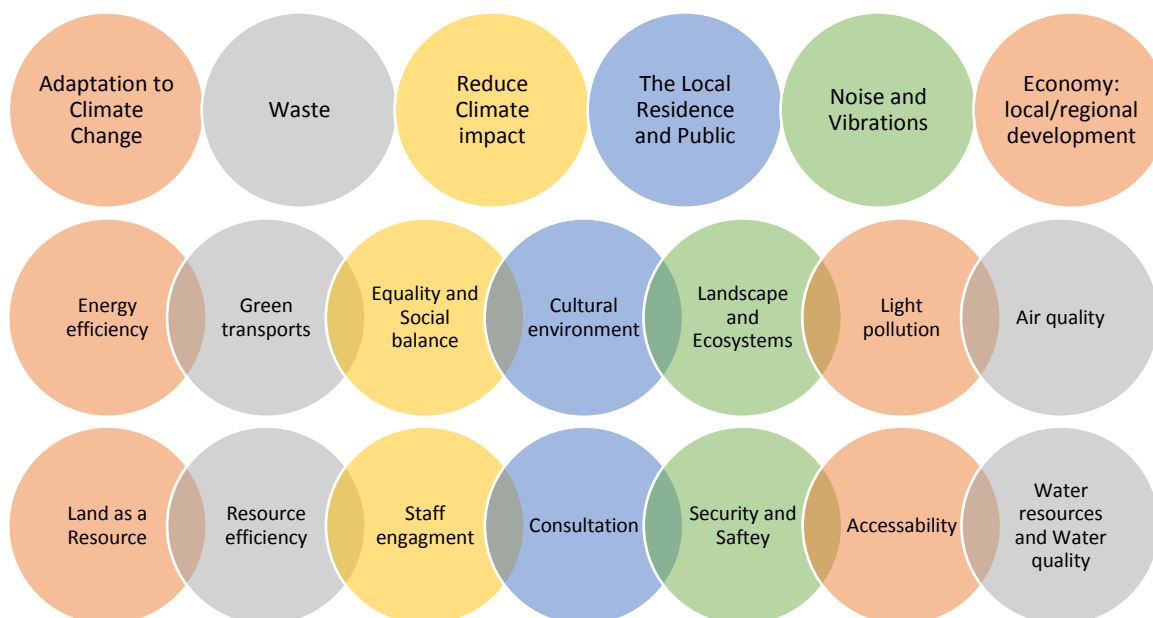 Adaptation to
Climate
Change
Waste
Reduce
Climate
impact
The Local
Residence
and Public
Noise and
Vibrations
Economy:
local/regional
development
Energy
efficiency
Green
transports
Equality and
Social
balance
Cultural
environment
Landscape
and
Ecosystems
Light
pollution
Air quality
Land as a
Resource
Resource
efficiency
Staff
engagment
Consultation
Security and
Saftey
Accessability
Water
resources
and Water
quality